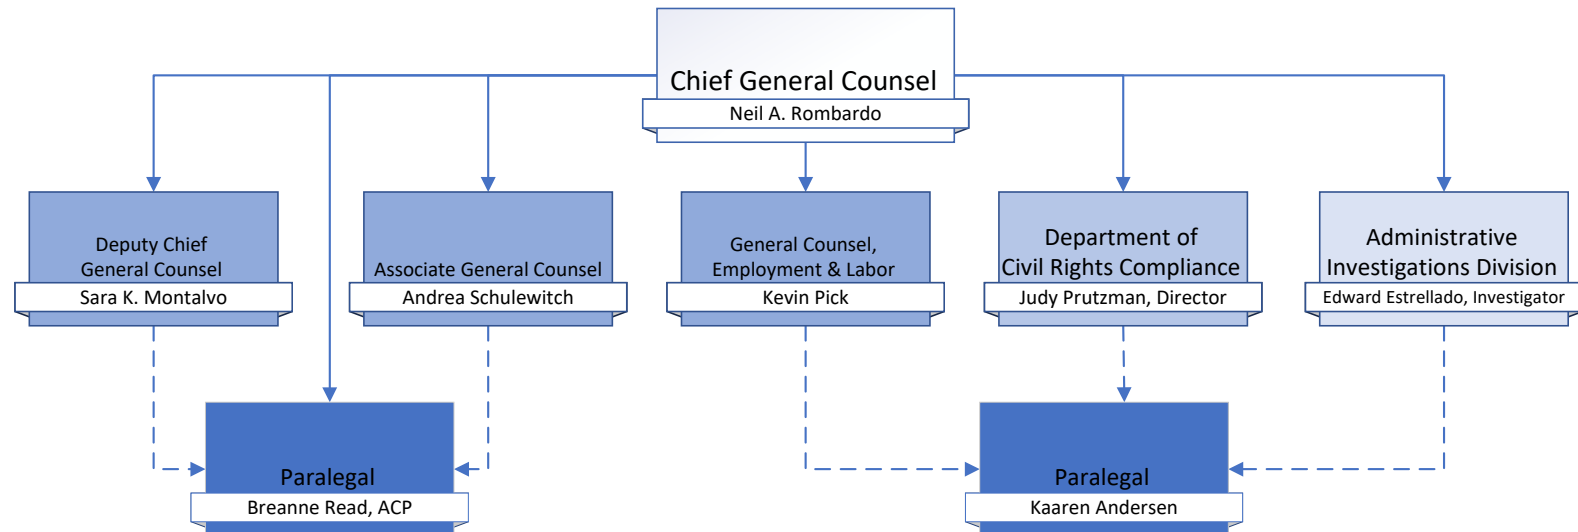 Chief General Counsel
Neil A. Rombardo
Deputy Chief
General Counsel
Sara K. Montalvo
Associate General Counsel
Andrea Schulewitch
General Counsel,
Employment & Labor
Kevin Pick
Department of
Civil Rights Compliance
Judy Prutzman, Director
Administrative
Investigations Division
Edward Estrellado, Investigator
Paralegal
Breanne Read, ACP
Paralegal
Kaaren Andersen